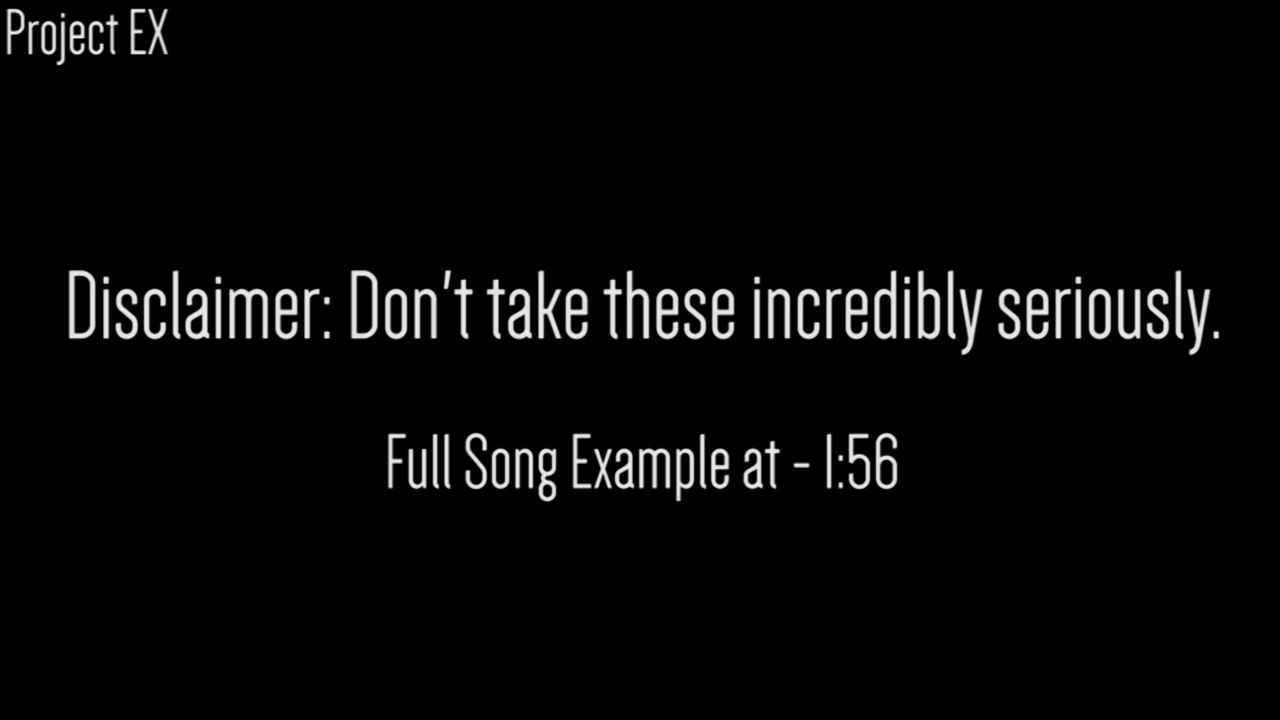 Project EX
Disclaimer: Don't take these incredibly seriously.
Full Song Example at - 1:56